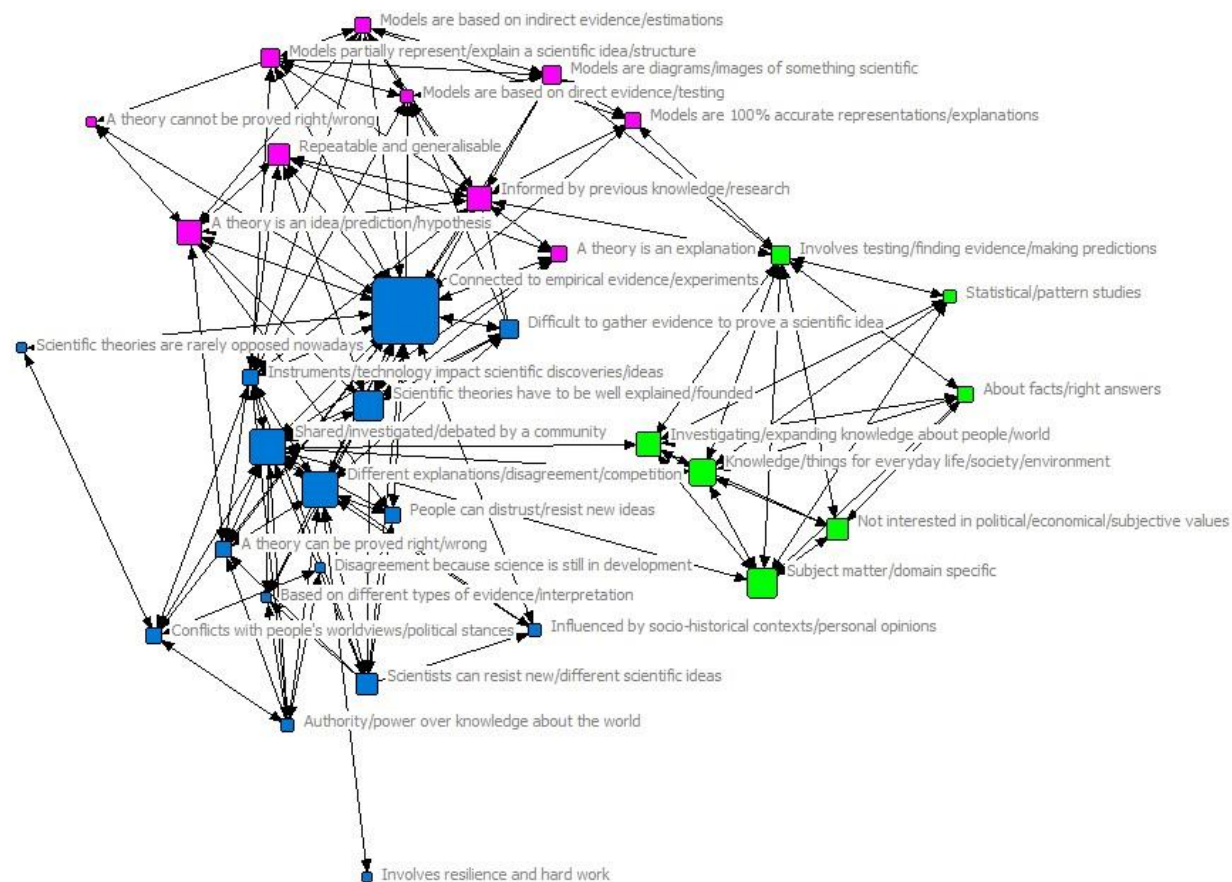 Models are based on indirect evidence/estimations
Models partially represent/explain a scientific idea/structure
Models are diagrams/images of something scientific
Models are based on direct evidence/testing
Models are 100% accurate representations/explanations
A theory cannot be proved right/wrong
Repeatable and generalisable
Informed by previous knowledge/research
A theory is an idea/prediction/hypothesis
A theory is an explanation
Involves testing/finding evidence/making predictions
Connected to empirical evidence/experiments
Statistical/pattern studies
Difficult to gather evidence to prove a scientific idea
Scientific theories are rarely opposed nowadays
Instruments/technology impact scientific discoveries/ideas
Scientific theories have to be well explained/founded
About facts/right answers
Shared/investigated/debated by a community
Investigating/expanding knowledge about people/world
Knowledge/things for everyday life/society/environment
Different explanations/disagreement/competition
People can distrust/resist new ideas
Not interested in political/economical/subjective values
A theory can be proved right/wrong
Disagreement because science is still in development
Subject matter/domain specific
Based on different types of evidence/interpretation
Influenced by socio-historical contexts/personal opinions
Conflicts with people's worldviews/political stances
Scientists can resist new/different scientific ideas
Authority/power over knowledge about the world
Involves resilience and hard work